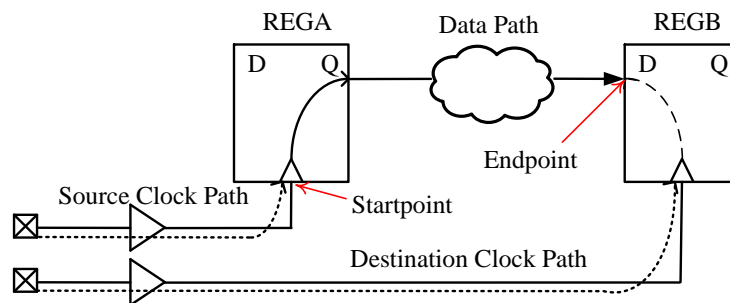 REGA
Data Path
REGB
D
Q
D
Q
Endpoint
Source Clock Path
Startpoint
Destination Clock Path